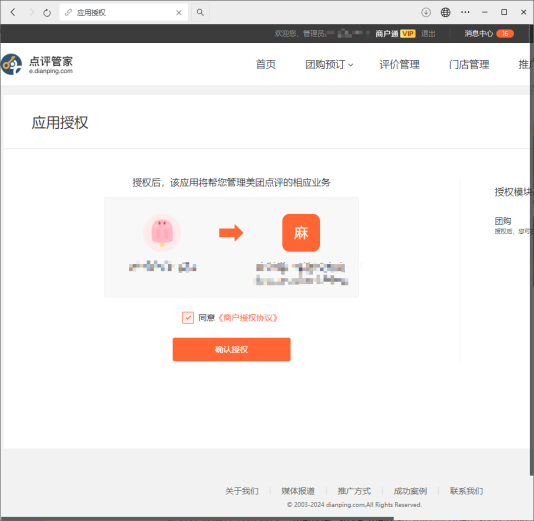 应用授权
欢迎您，管理员 商户通 VIP 退出 消息中心 16
点评管家
e.dianping.com
首页 团购预订 评价管理 门店管理 推广
应用授权
授权后，该应用将帮您管理美团点评的相应业务
麻
同意《商户授权协议》
确认授权
授权模块
团购
授权后，您可
关于我们 媒体报道 推广方式 成功案例 联系我们
© 2003-2024 dianping.com,All Rights Reserved.